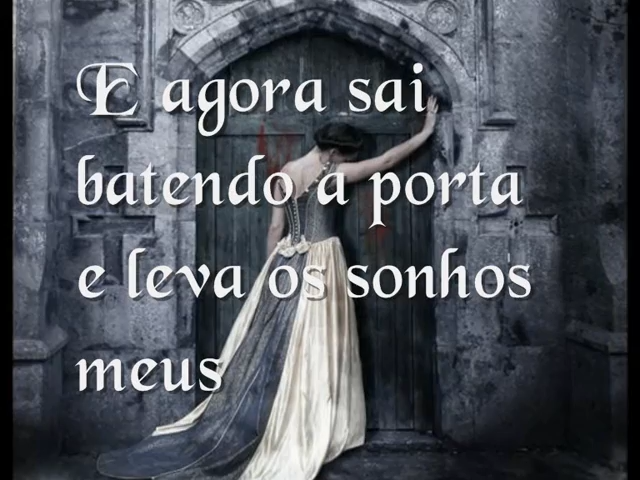 E agora sai
batendo a porta
e leva os sonhos
meus